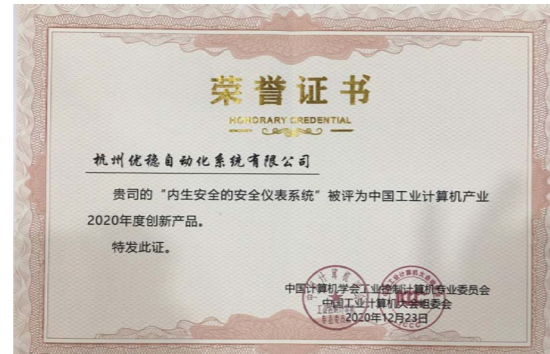 荣誉证书
HONORARY CREDENTIAL
杭州优稳自动化系统有限公司
贵司的“内生安全的安全仪表系统”被评为中国工业计算机产业
2020年度创新产品。
特发此证。
中国计算机学会工业控制计算机专业委员会
中国工业计算机大会组委会
2020年12月23日